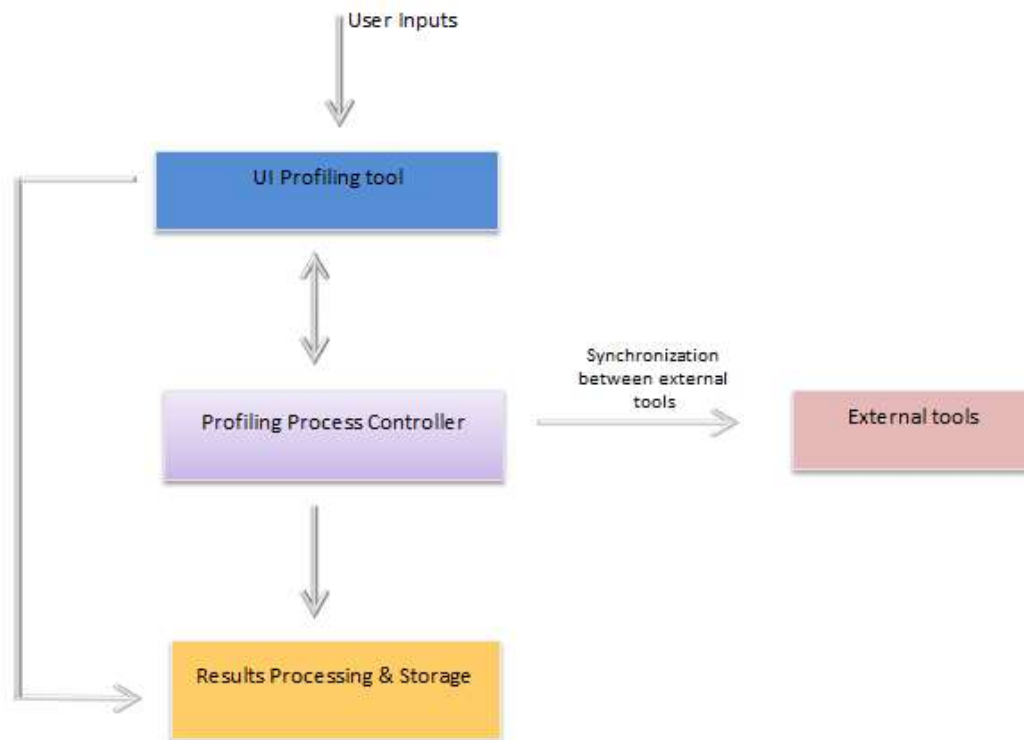 User Inputs
UI Profiling tool
Synchronization
between external
tools
Profiling Process Controller
External tools
Results Processing & Storage